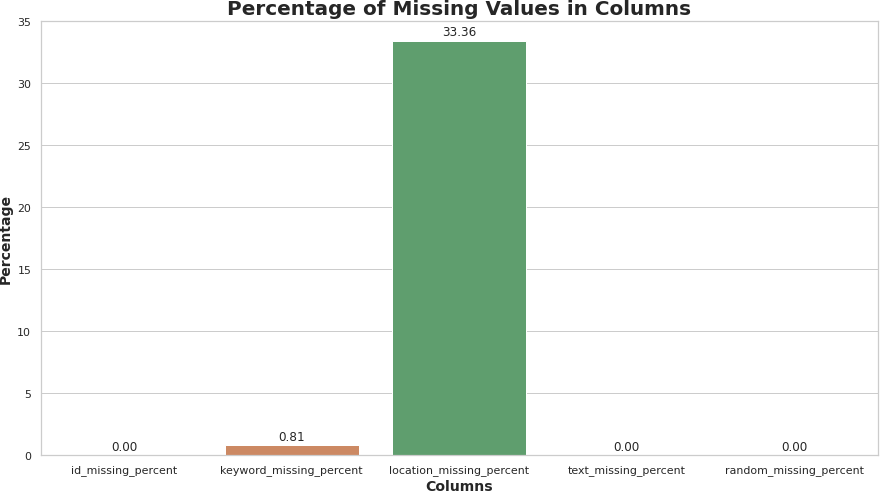 Percentage of Missing Values in Columns
35
30
25
20
15
10
5
0
Percentage
0.00
0.81
33.36
0.00
0.00
id_missing_percent
keyword_missing_percent
location_missing_percent
text_missing_percent
random_missing_percent
Columns